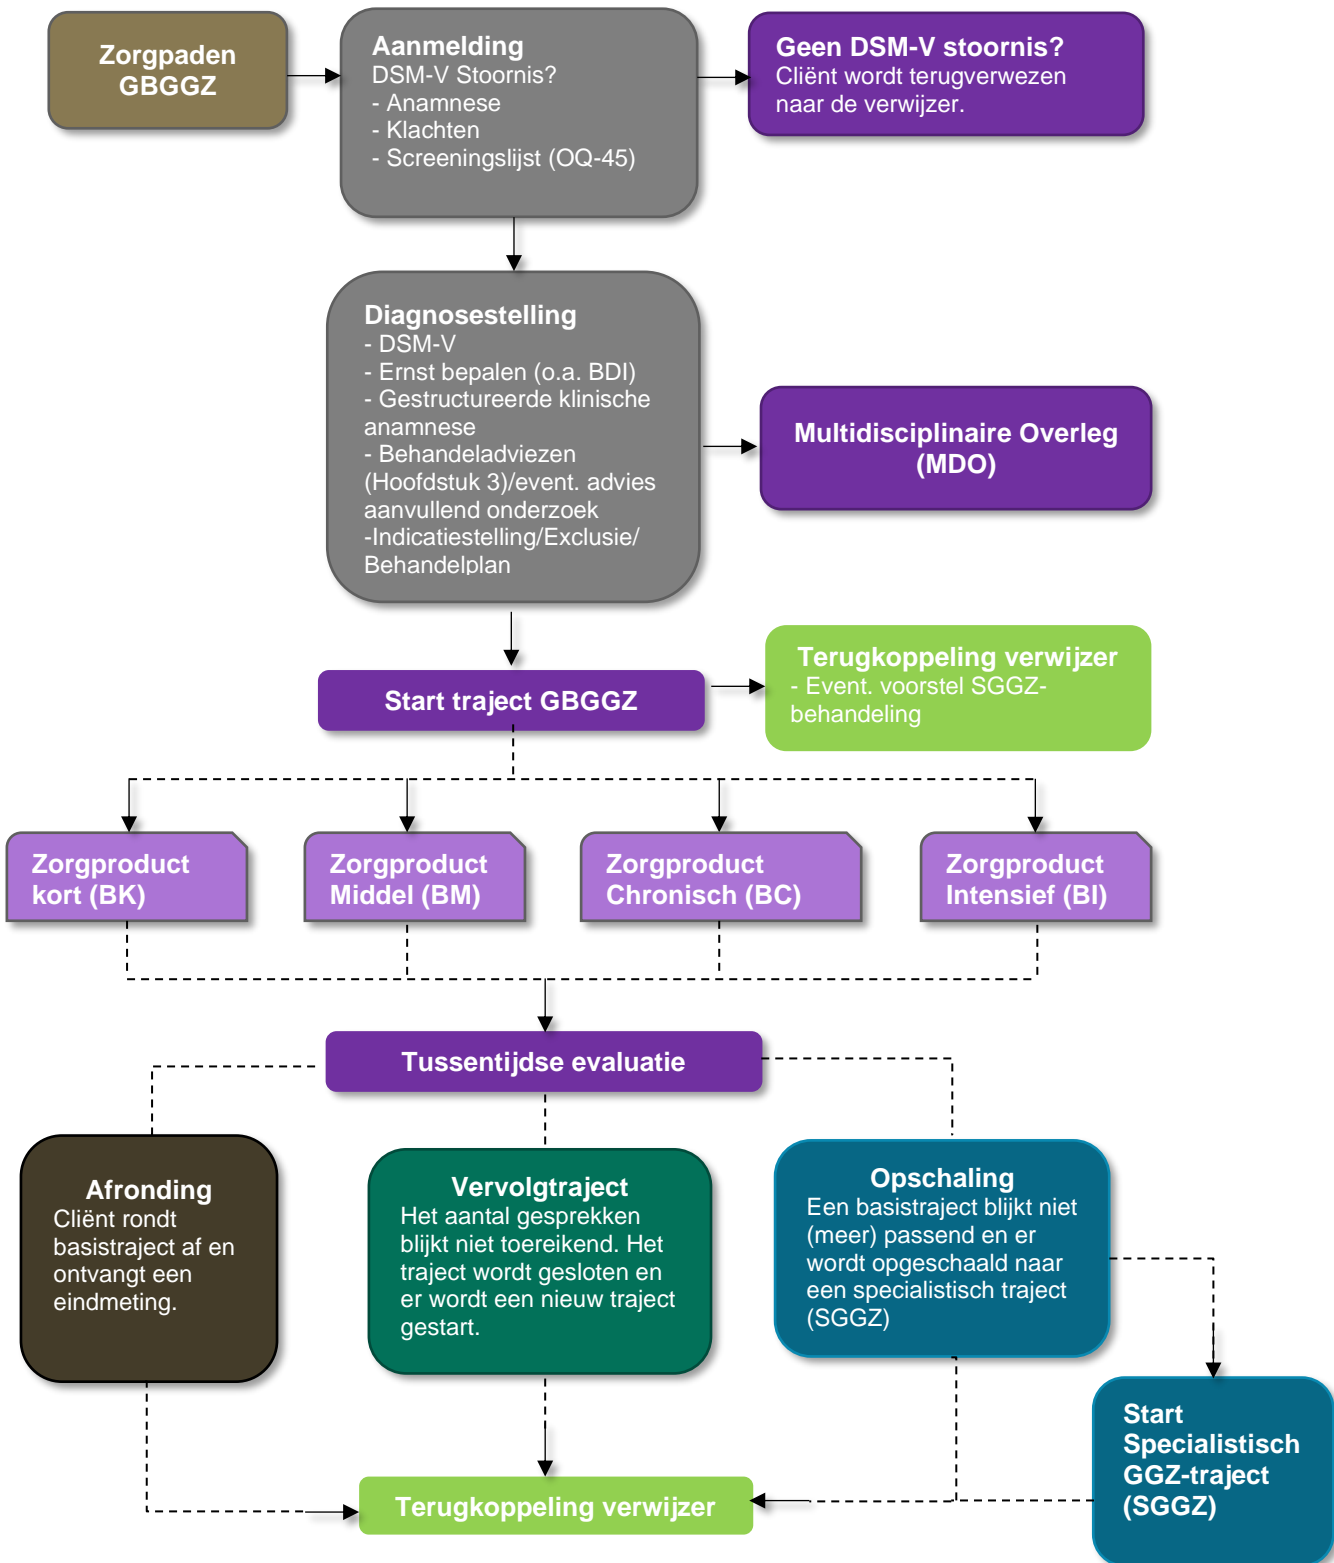 Zorgpaden
GBGGZ
Aanmelding
DSM-V Stoornis?
- Anamnese
- Klachten
- Screeningslijst (OQ-45)
Geen DSM-V stoornis?
Cliënt wordt terugverwezen
naar de verwijzer.
Diagnosestelling
- DSM-V
- Ernst bepalen (o.a. BDI)
- Gestructureerde klinische
anamnese
- Behandeladviezen
(Hoofdstuk 3)/event. advies
aanvullend onderzoek
-Indicatiestelling/Exclusie/
Behandelplan
Multidisciplinaire Overleg
(MDO)
Start traject GBGGZ
Terugkoppeling verwijzer
- Event. voorstel SGGZ-
behandeling
Zorgproduct
kort (BK)
Zorgproduct
Middel (BM)
Zorgproduct
Chronisch (BC)
Zorgproduct
Intensief (BI)
Tussentijdse evaluatie
Afronding
Cliënt rondt
basistraject af en
ontvangt een
eindmeting.
Vervolgtraject
Het aantal gesprekken
blijkt niet toereikend. Het
traject wordt gesloten en
er wordt een nieuw traject
gestart.
Opschaling
Een basistraject blijkt niet
(meer) passend en er
wordt opgeschaald naar
een specialistisch traject
(SGGZ)
Start
Specialistisch
GGZ-traject
(SGGZ)
Terugkoppeling verwijzer